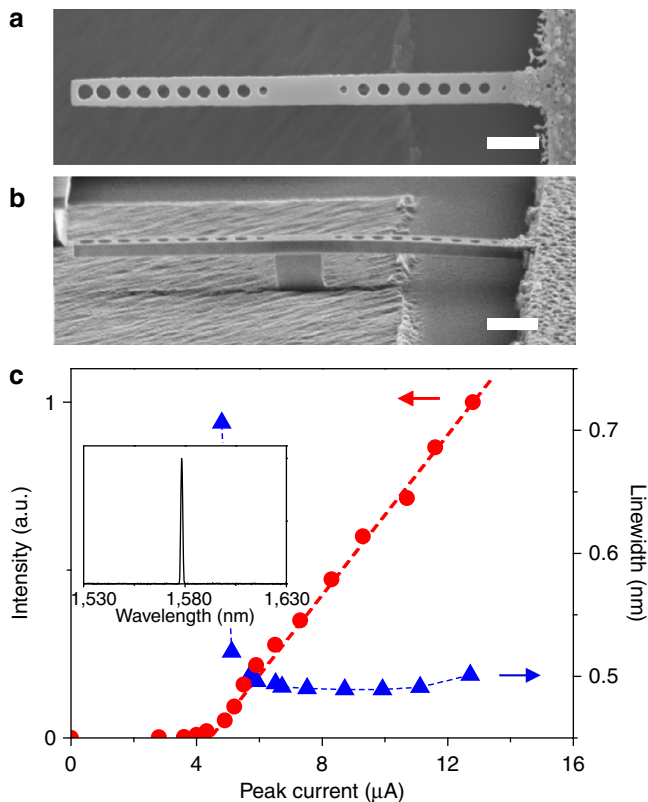 a
b
c
1
0
Intensity (a.u.)
0.7
0.6
0.5
Linewidth (nm)
1,530
1,580
1,630
Wavelength (nm)
0
4
8
12
16
Peak current (μA)